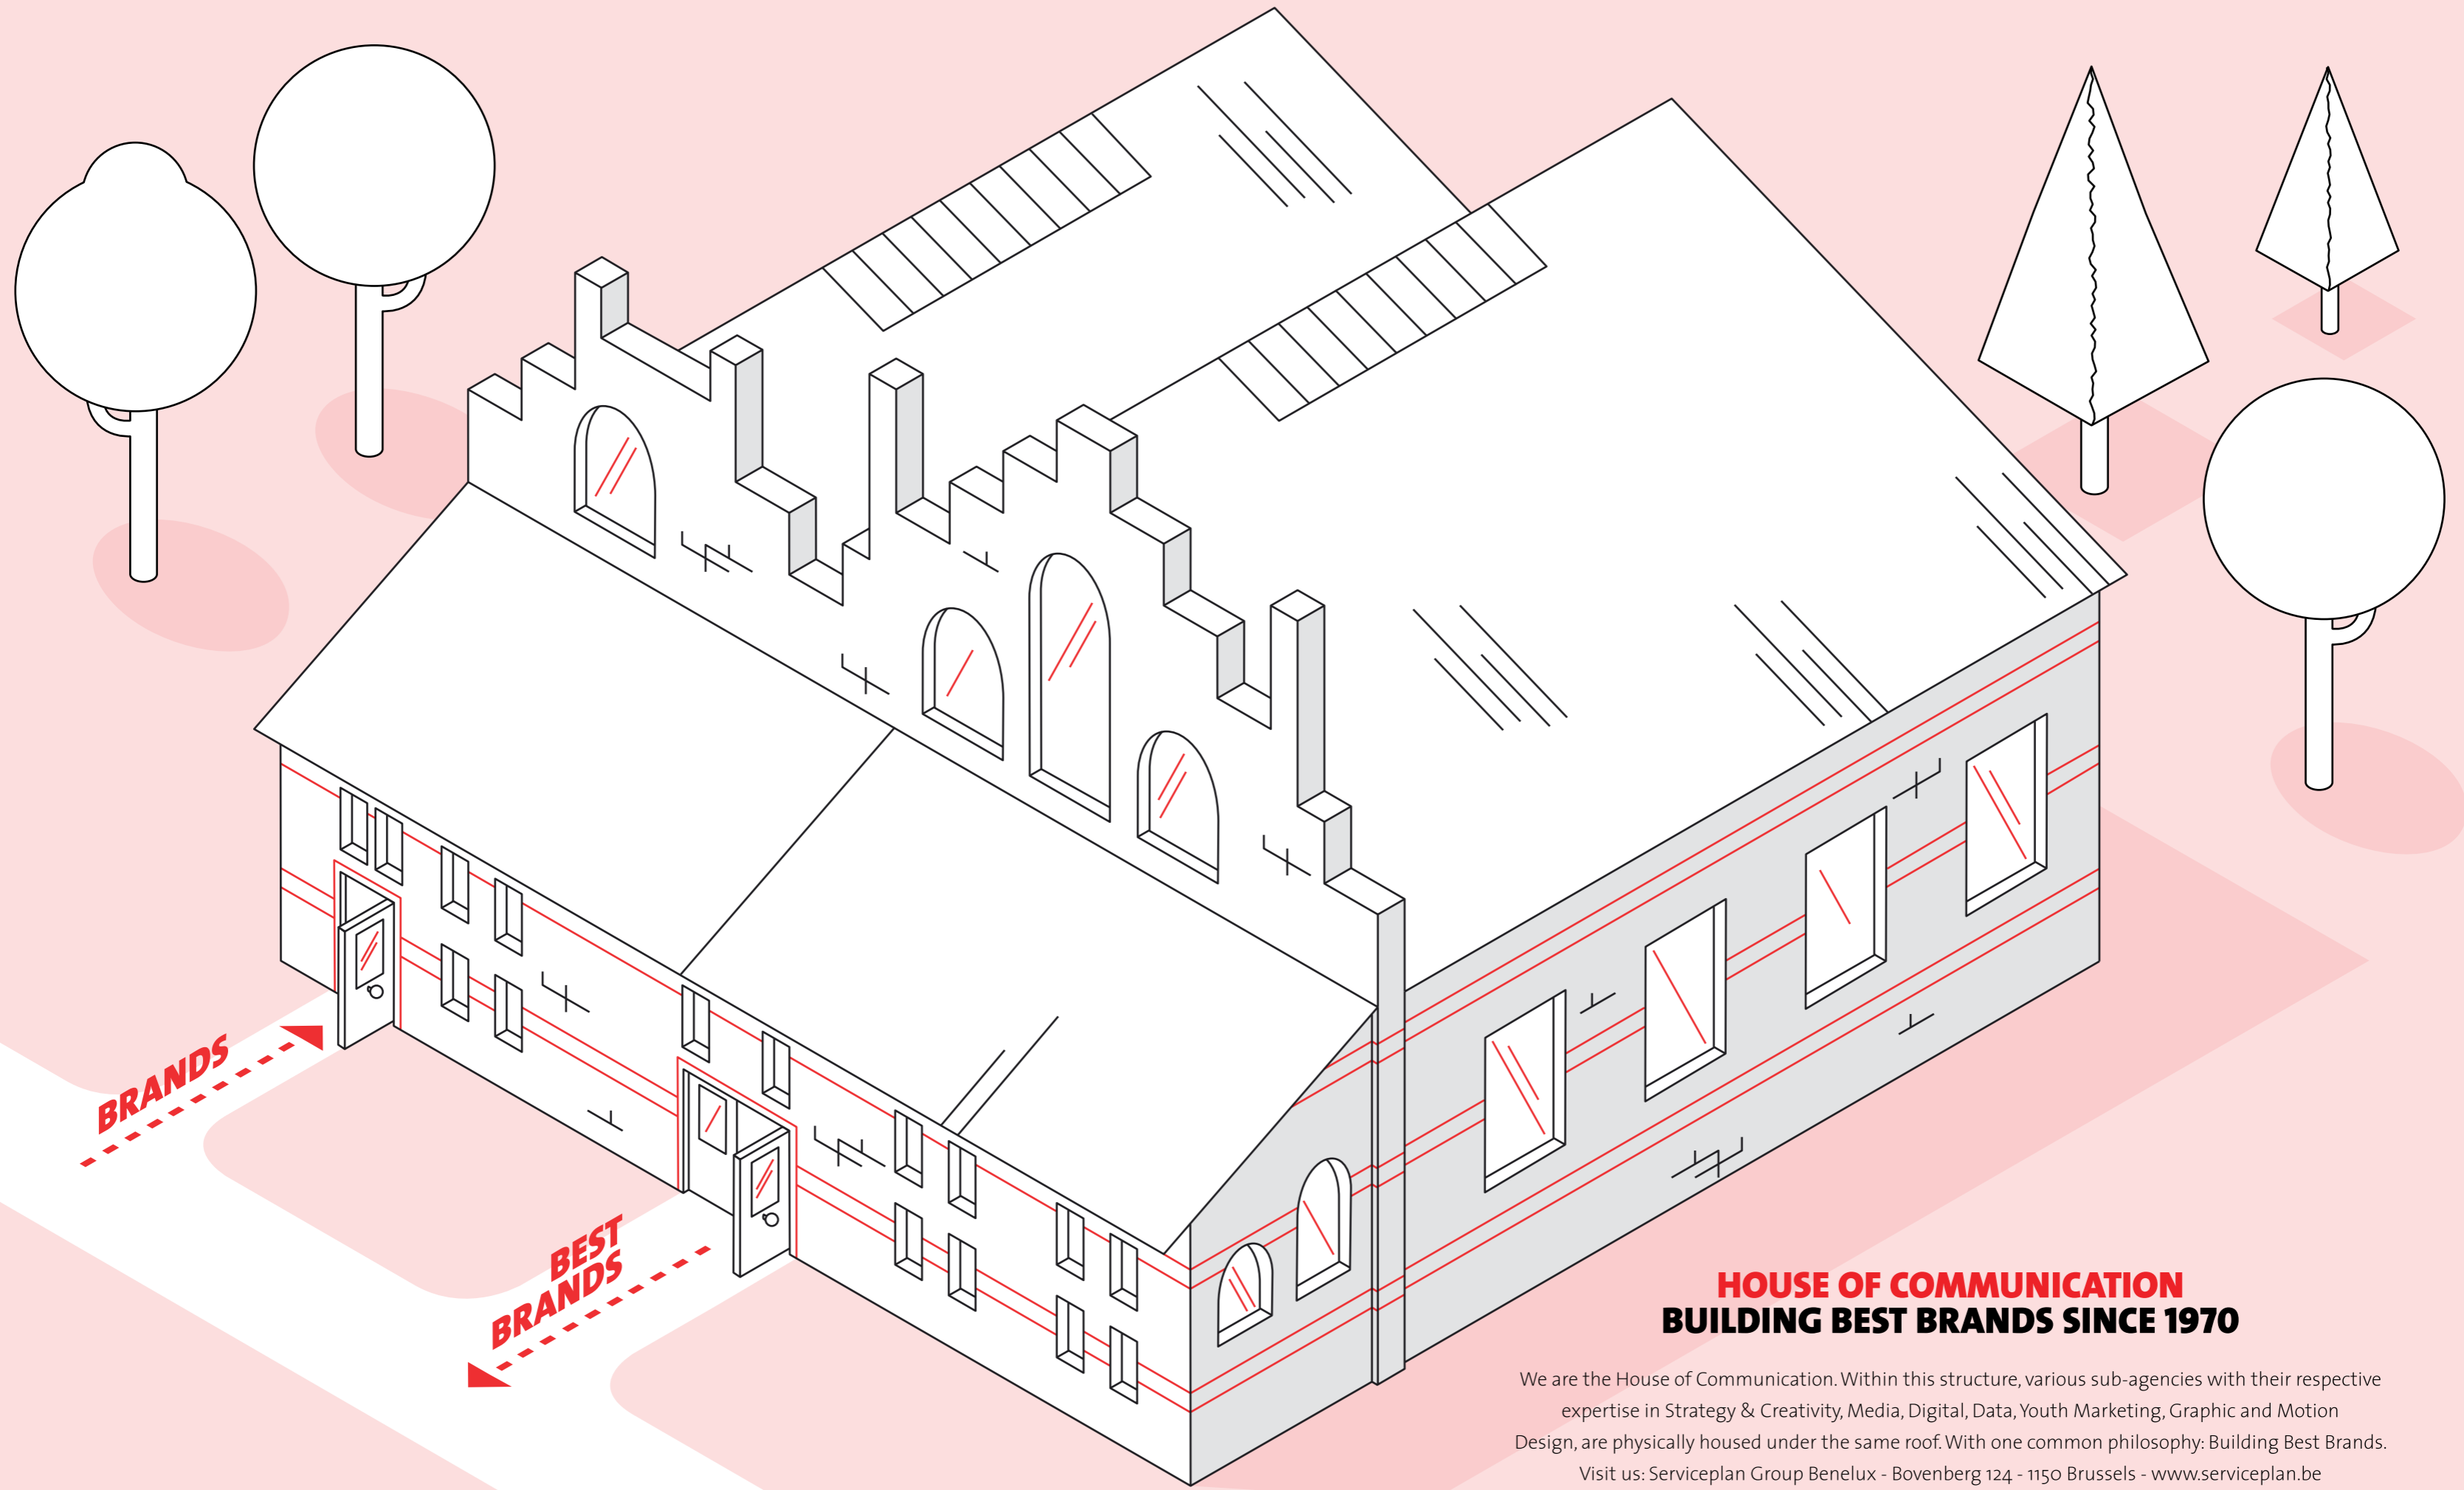 BRANDS
BEST
BRANDS
HOUSE OF COMMUNICATION
BUILDING BEST BRANDS SINCE 1970
We are the House of Communication. Within this structure, various sub-agencies with their respective
expertise in Strategy & Creativity, Media, Digital, Data, Youth Marketing, Graphic and Motion
Design, are physically housed under the same roof. With one common philosophy: Building Best Brands.
Visit us: Serviceplan Group Benelux - Bovenberg 124 - 1150 Brussels - www.serviceplan.be